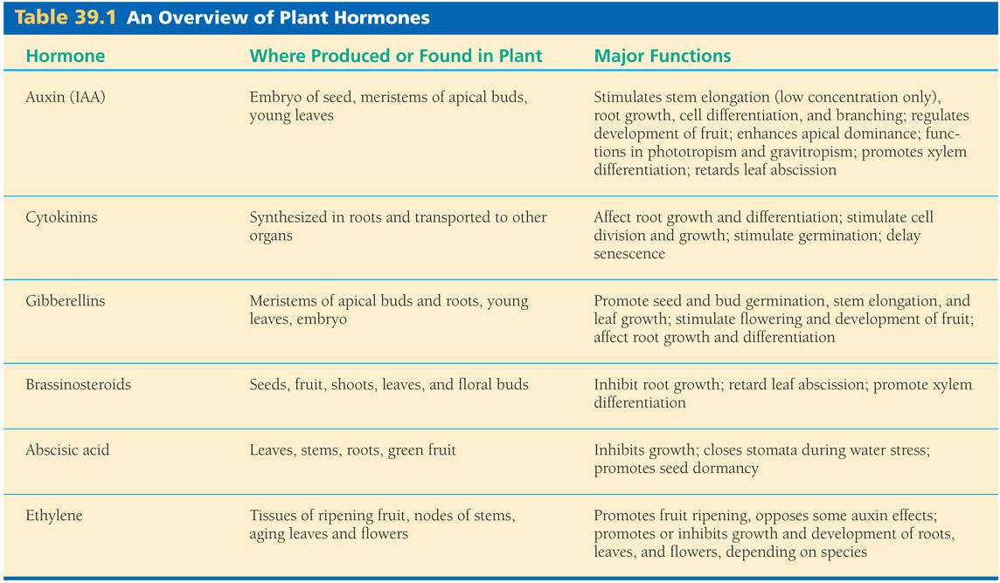 Table 39.1 An Overview of Plant Hormones
Hormone Where Produced or Found in Plant Major Functions
Auxin (IAA) Embryo of seed, meristems of apical buds, Stimulates stem elongation (low concentration only),
young leaves root growth, cell differentiation, and branching; regulates
development of fruit; enhances apical dominance; func-
tions in phototropism and gravitropism; promotes xylem
differentiation; retards leaf abscission
Cytokinins Synthesized in roots and transported to other Affect root growth and differentiation; stimulate cell
organs division and growth; stimulate germination; delay
senescence
Gibberellins Meristems of apical buds and roots, young Promote seed and bud germination, stem elongation, and
leaves, embryo leaf growth; stimulate flowering and development of fruit;
affect root growth and differentiation
Brassinosteroids Seeds, fruit, shoots, leaves, and floral buds Inhibit root growth; retard leaf abscission; promote xylem
differentiation
Abscisic acid Leaves, stems, roots, green fruit Inhibits growth; closes stomata during water stress;
promotes seed dormancy
Ethylene Tissues of ripening fruit, nodes of stems, Promotes fruit ripening, opposes some auxin effects;
aging leaves and flowers promotes or inhibits growth and development of roots,
leaves, and flowers, depending on species